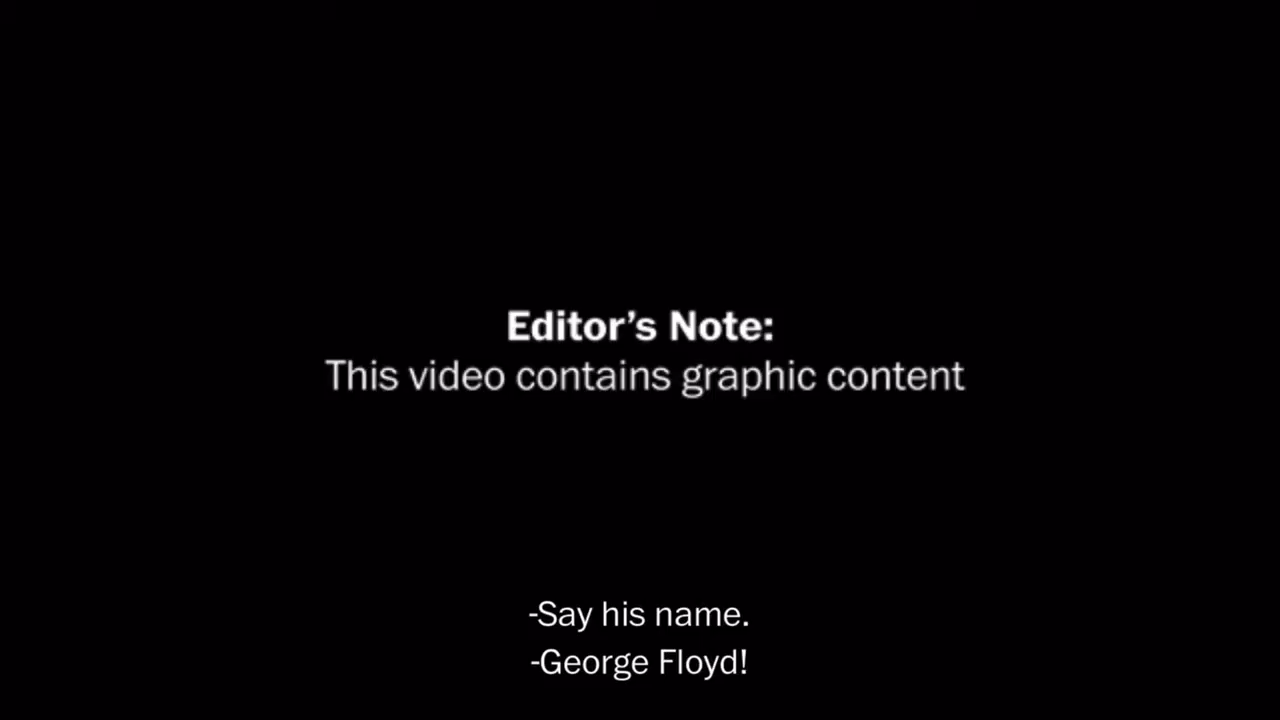 Editor’s Note:
This video contains graphic content
-Say his name.
-George Floyd!